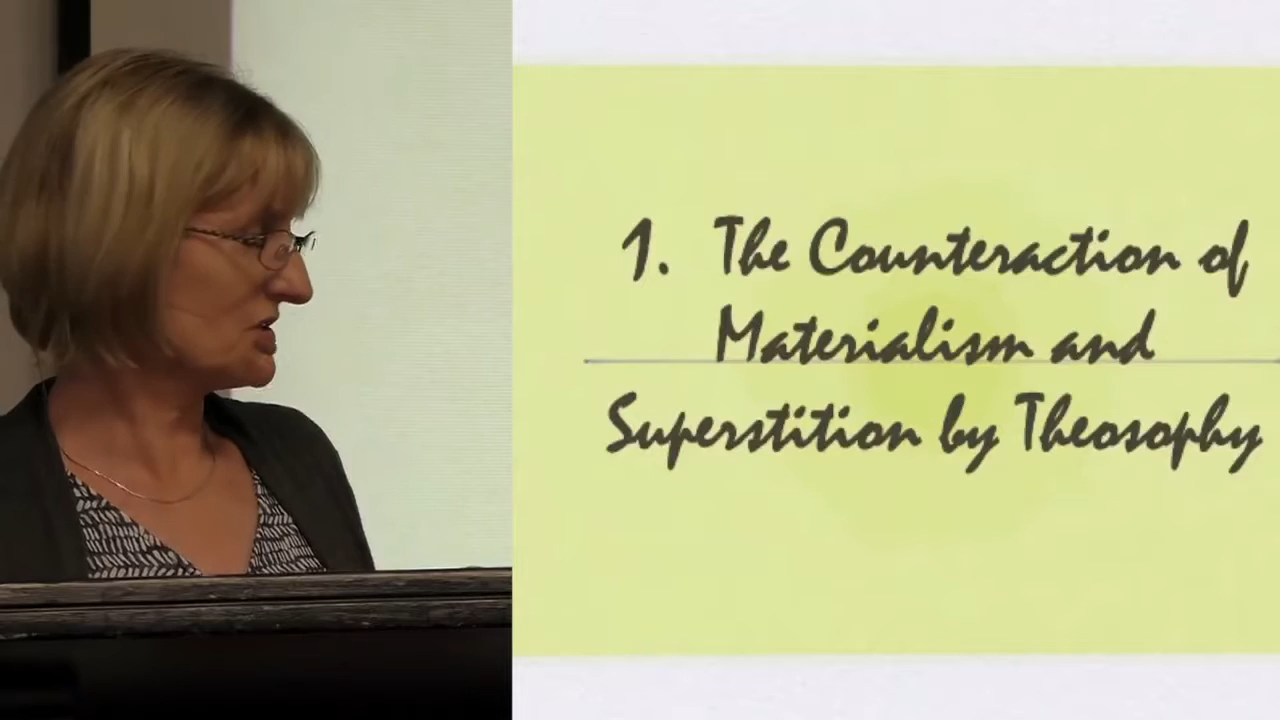 1. The Counteraction of
Materialism and
Superstition by Theosophy